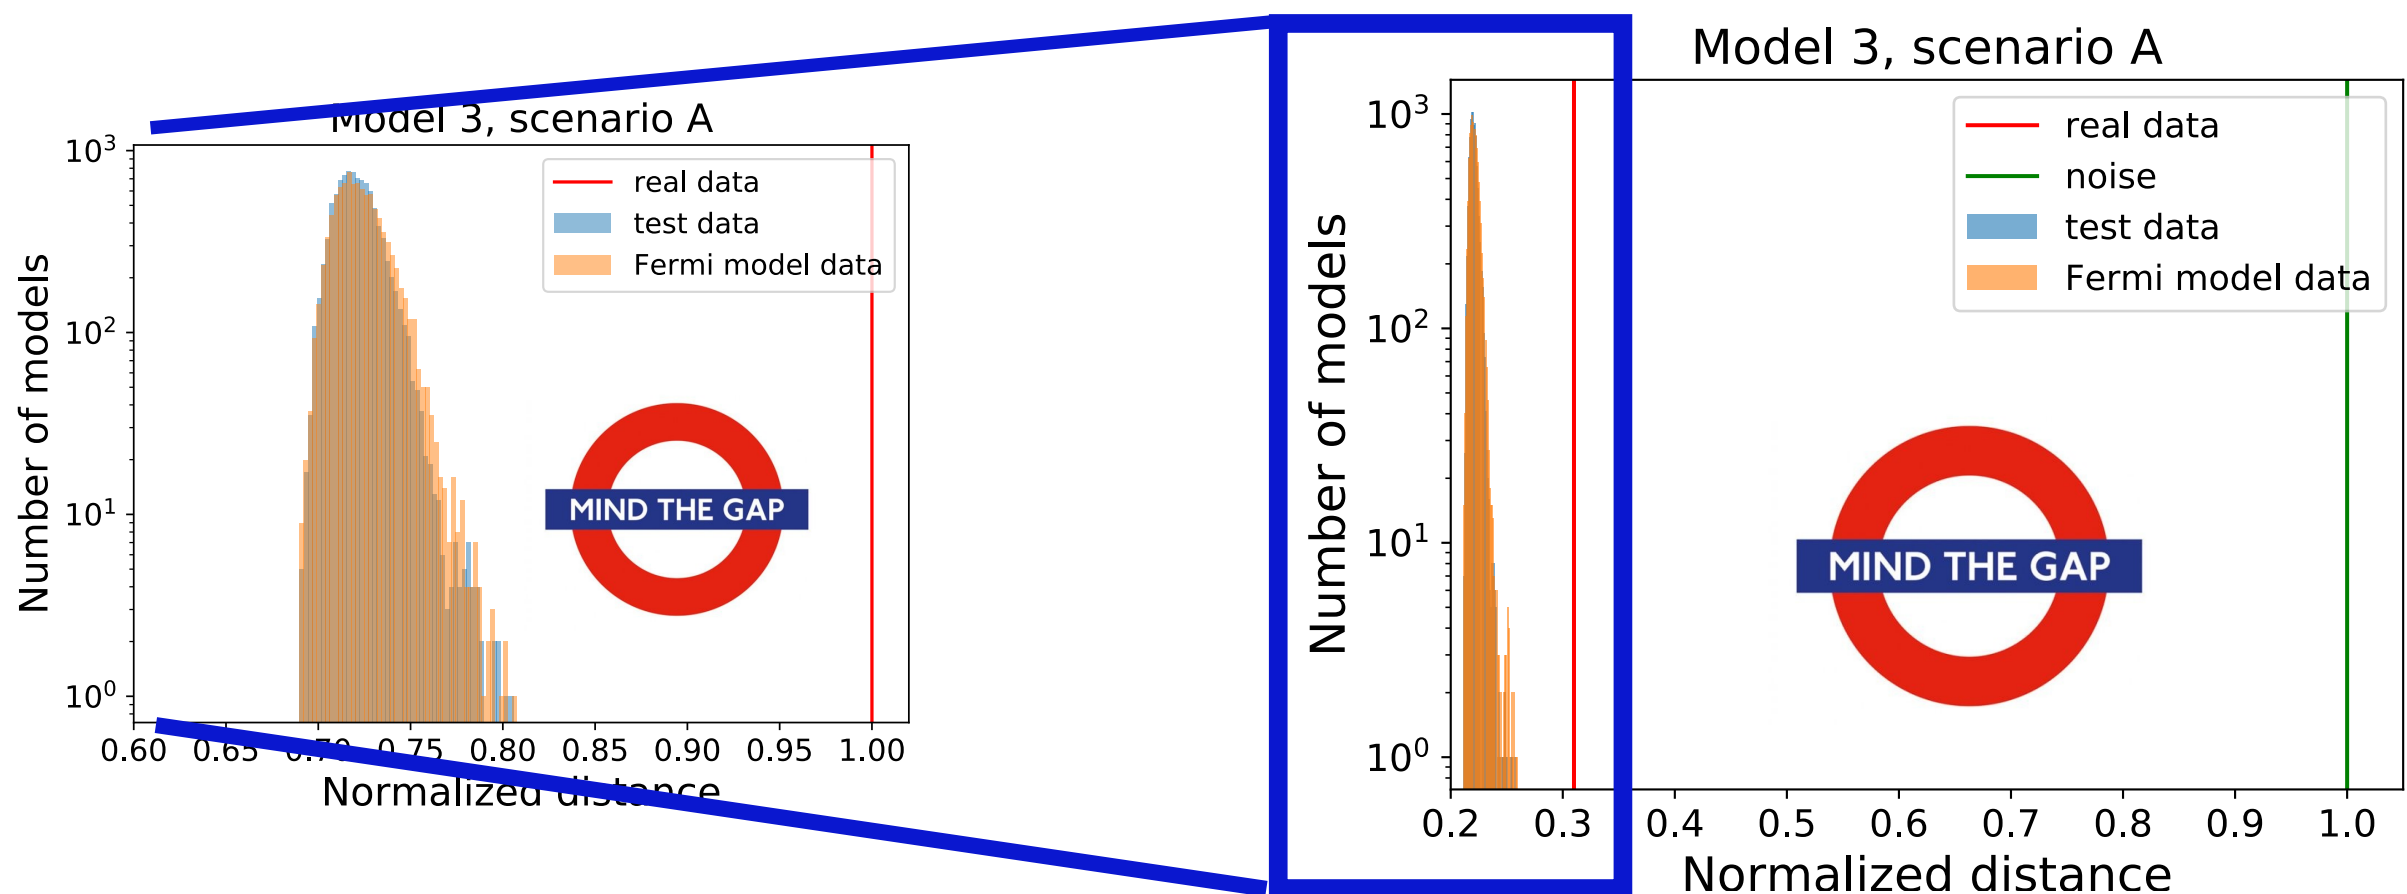 Model 3, scenario A
10³
10²
10¹
10⁰
Number of models
real data
test data
Fermi model data
MIND THE GAP
0.60 0.65 0.70 0.75 0.80 0.85 0.90 0.95 1.00
Normalized distance
Model 3, scenario A
10³
10²
10¹
10⁰
Number of models
real data
noise
test data
Fermi model data
MIND THE GAP
0.2 0.3 0.4 0.5 0.6 0.7 0.8 0.9 1.0
Normalized distance